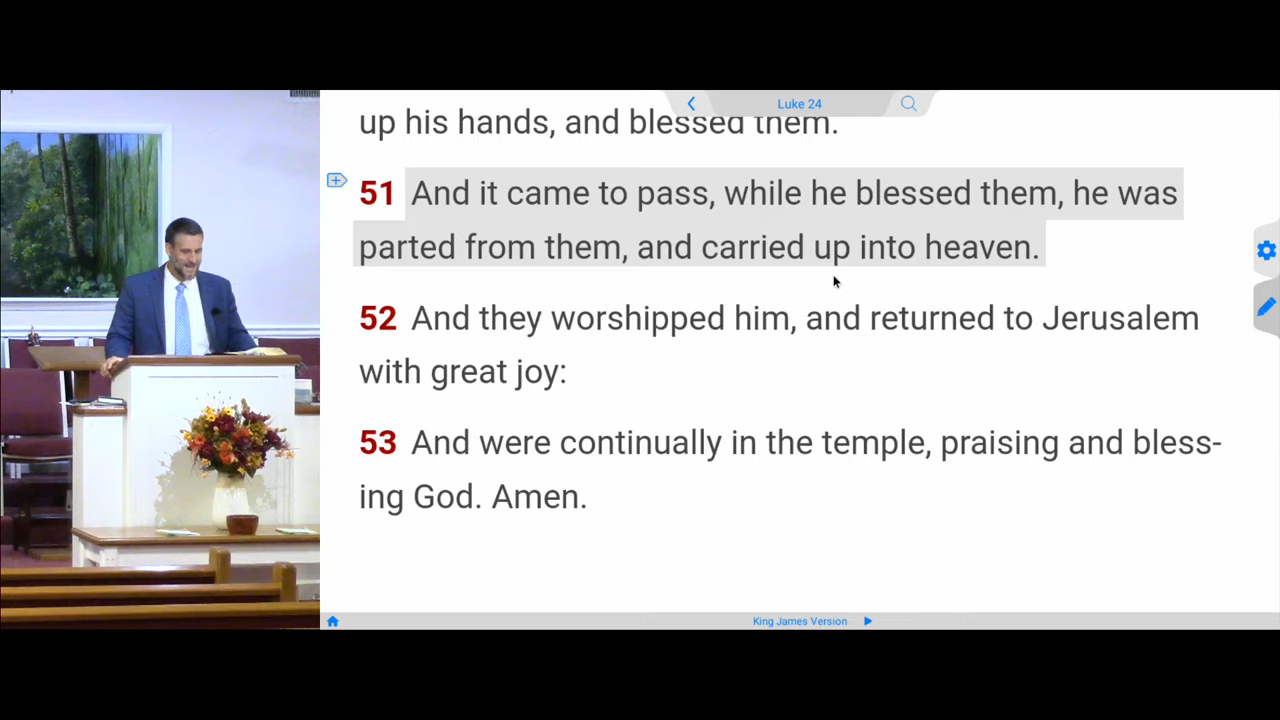 Luke 24
up his hands, and blessed them.
51 And it came to pass, while he blessed them, he was
parted from them, and carried up into heaven.
52 And they worshipped him, and returned to Jerusalem
with great joy:
53 And were continually in the temple, praising and bless-
ing God. Amen.
King James Version